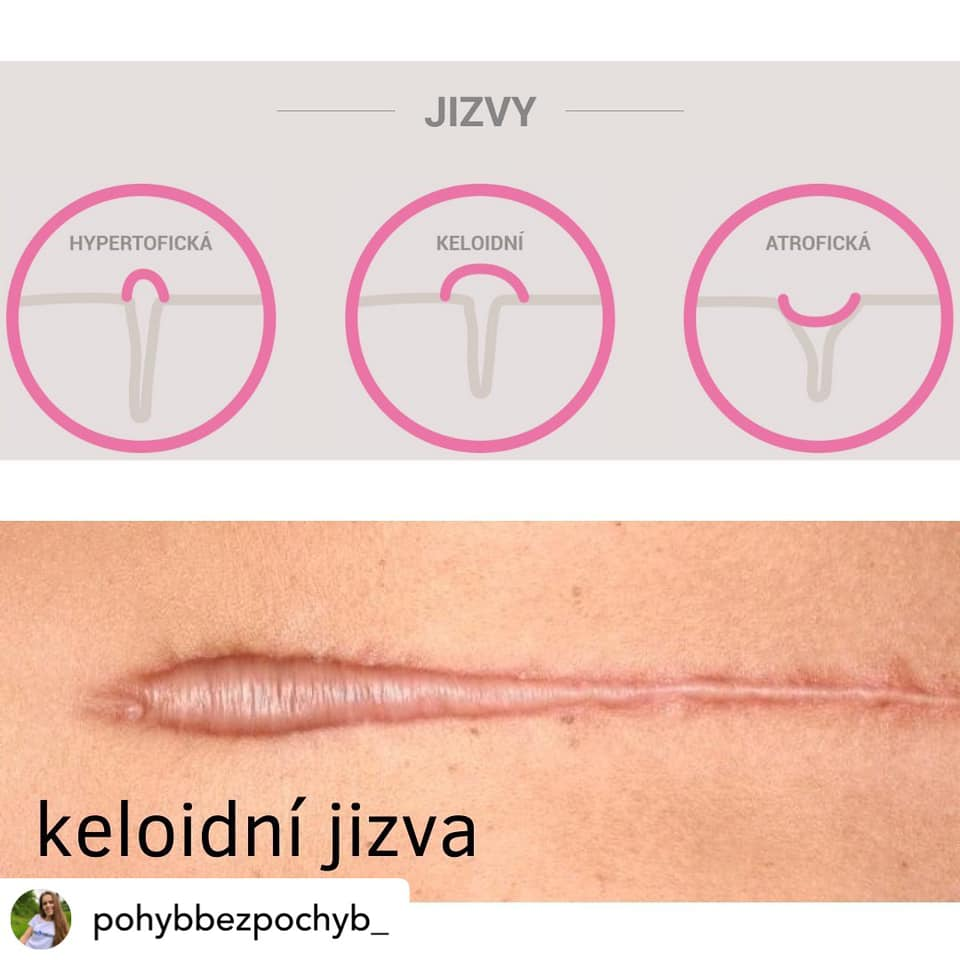 JIZVY
HYPERTOFICKÁ
KELOIDNÍ
ATROFICKÁ
keloidní jizva
pohybbezpochyb_